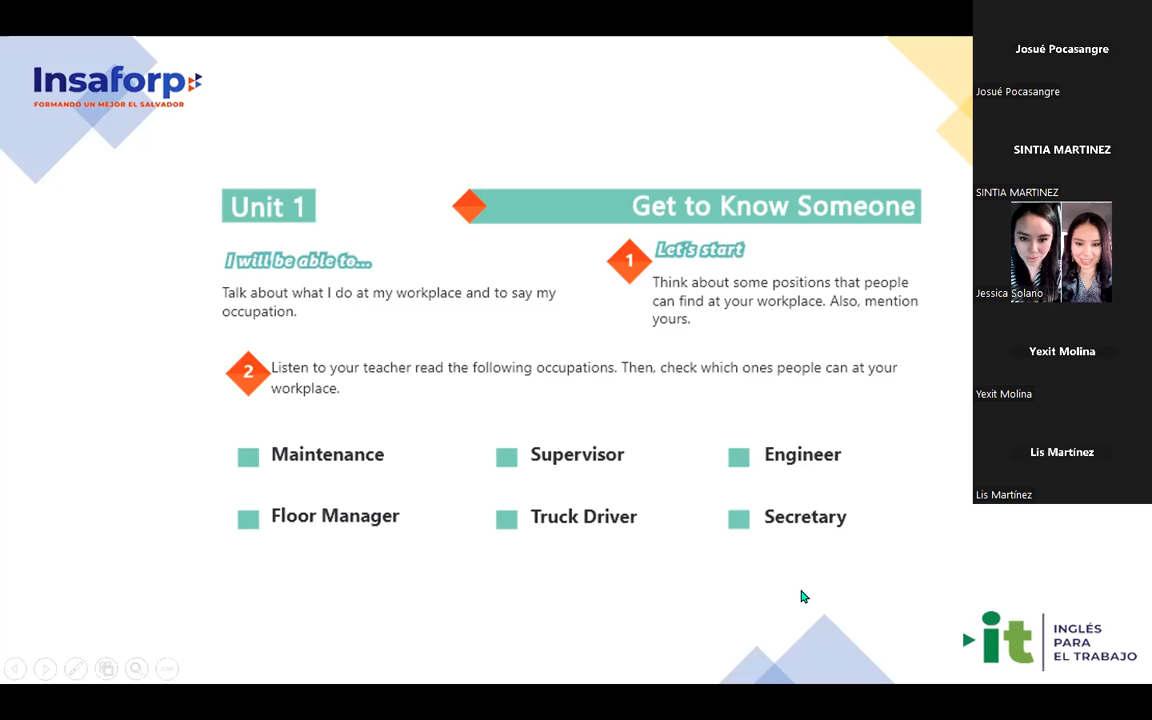 Insaforp
FORMANDO UN MEJOR EL SALVADOR
Unit 1
Get to Know Someone
I will be able to...
Talk about what I do at my workplace and to say my
occupation.
1
Let's start
Think about some positions that people
can find at your workplace. Also, mention
yours.
2
Listen to your teacher read the following occupations. Then, check which ones people can at your
workplace.
Maintenance
Supervisor
Engineer
Floor Manager
Truck Driver
Secretary
it
INGLÉS
PARA
EL TRABAJO
Josué Pocasangre
Josué Pocasangre
SINTIA MARTINEZ
SINTIA MARTINEZ
Jessica Solano
Yexit Molina
Yexit Molina
Lis Martínez
Lis Martínez